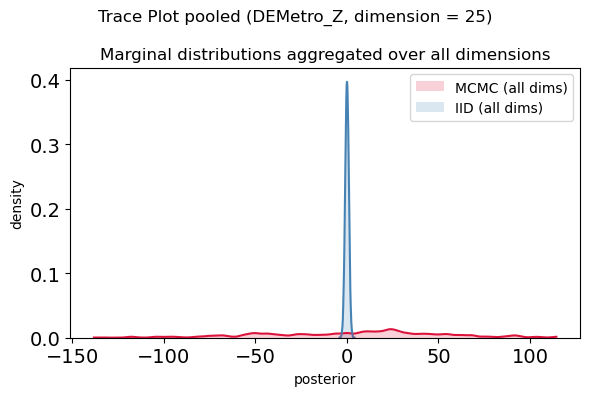 Trace Plot pooled (DEMetro_Z, dimension = 25)
Marginal distributions aggregated over all dimensions
MCMC (all dims)
IID (all dims)
density
0.4
0.3
0.2
0.1
0.0
−150
−100
−50
0
50
100
posterior